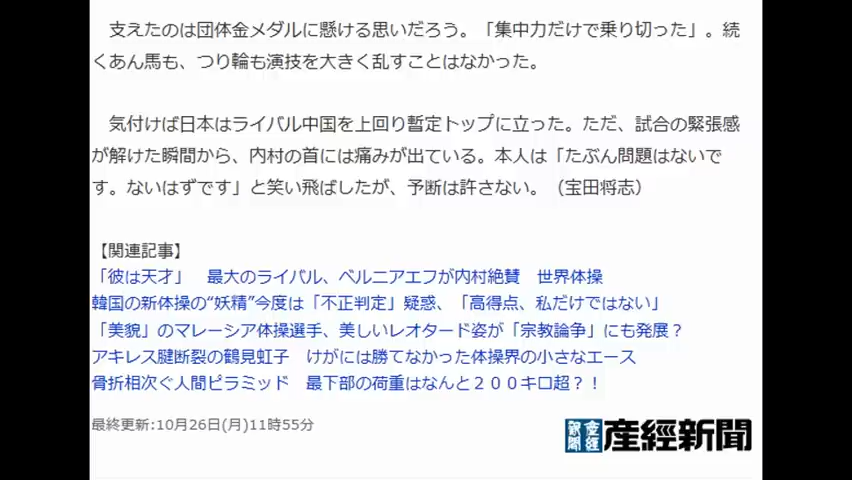 支えたのは団体金メダルに懸ける思いだろう。「集中力だけで乗り切った」。続
くあん馬も、つり輪も演技を大きく乱すことはなかった。
気付けば日本はライバル中国を上回り暫定トップに立った。ただ、試合の緊張感
が解けた瞬間から、内村の首には痛みが出ている。本人は「たぶん問題はないで
す。ないはずです」と笑い飛ばしたが、予断は許さない。（宝田将志）
【関連記事】
「彼は天才」　最大のライバル、ベルニアエフが内村絶賛　世界体操
韓国の新体操の“妖精”今度は「不正判定」疑惑、「高得点、私だけではない」
「美貌」のマレーシア体操選手、美しいレオタード姿が「宗教論争」にも発展？
アキレス腱断裂の鶴見虹子　けがには勝てなかった体操界の小さなエース
骨折相次ぐ人間ピラミッド　最下部の荷重はなんと２００キロ超？！
最終更新:10月26日(月)11時55分
産経新聞 産経新聞